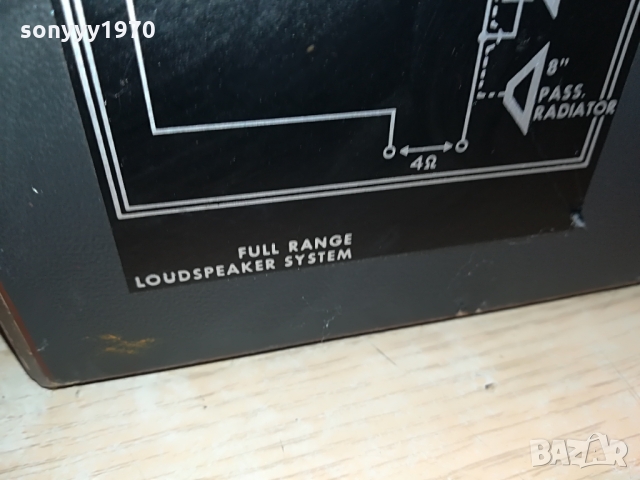 sonyyy1970
8"
PASS.
RADIATOR
4Ω
FULL RANGE
LOUDSPEAKER SYSTEM
BAZAR